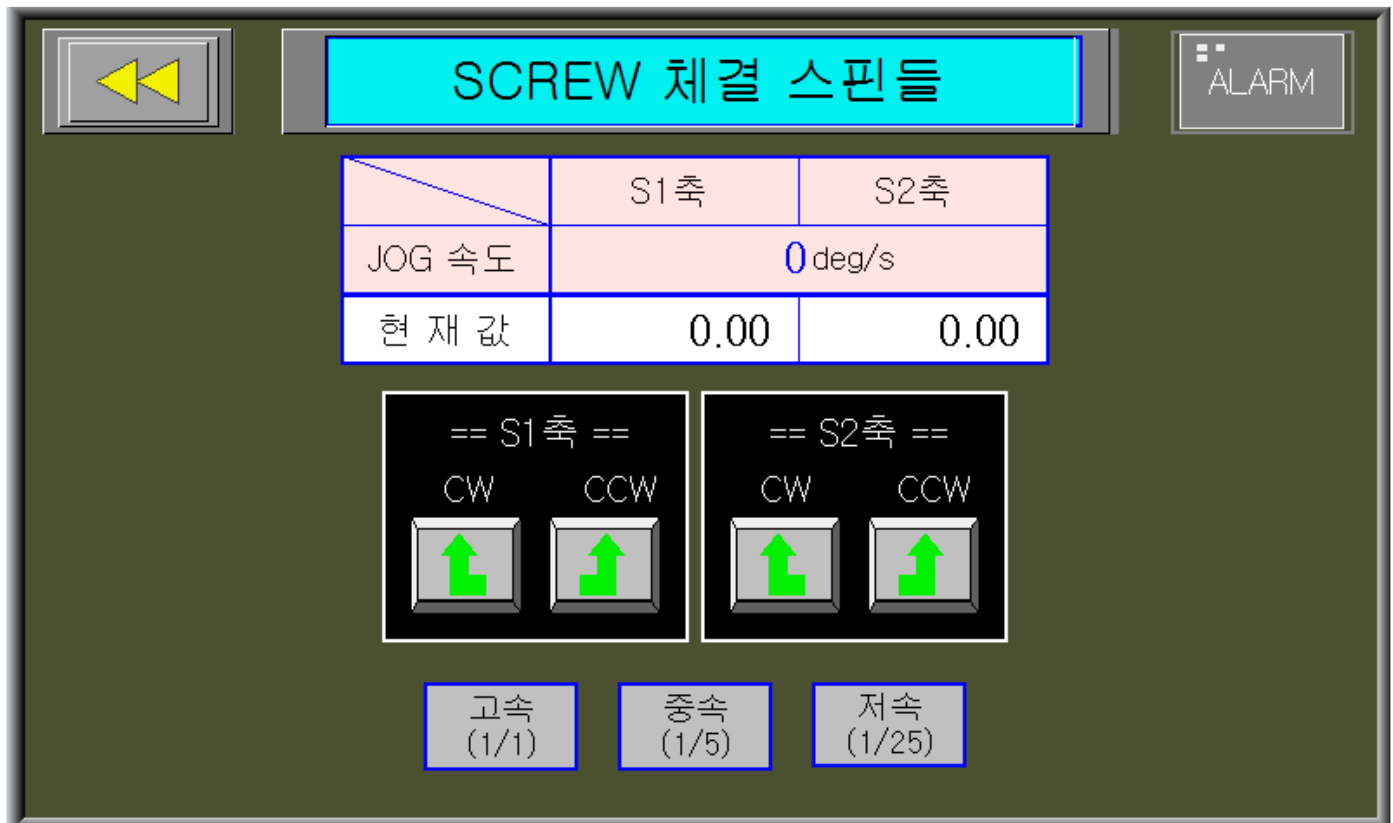 SCREW 체결 스핀들
ALARM
S1축 S2축
JOG 속도 0 deg/s
현 재 값 0.00 0.00
== S1축 == == S2축 ==
CW CCW CW CCW
고속 중속 저속
(1/1) (1/5) (1/25)